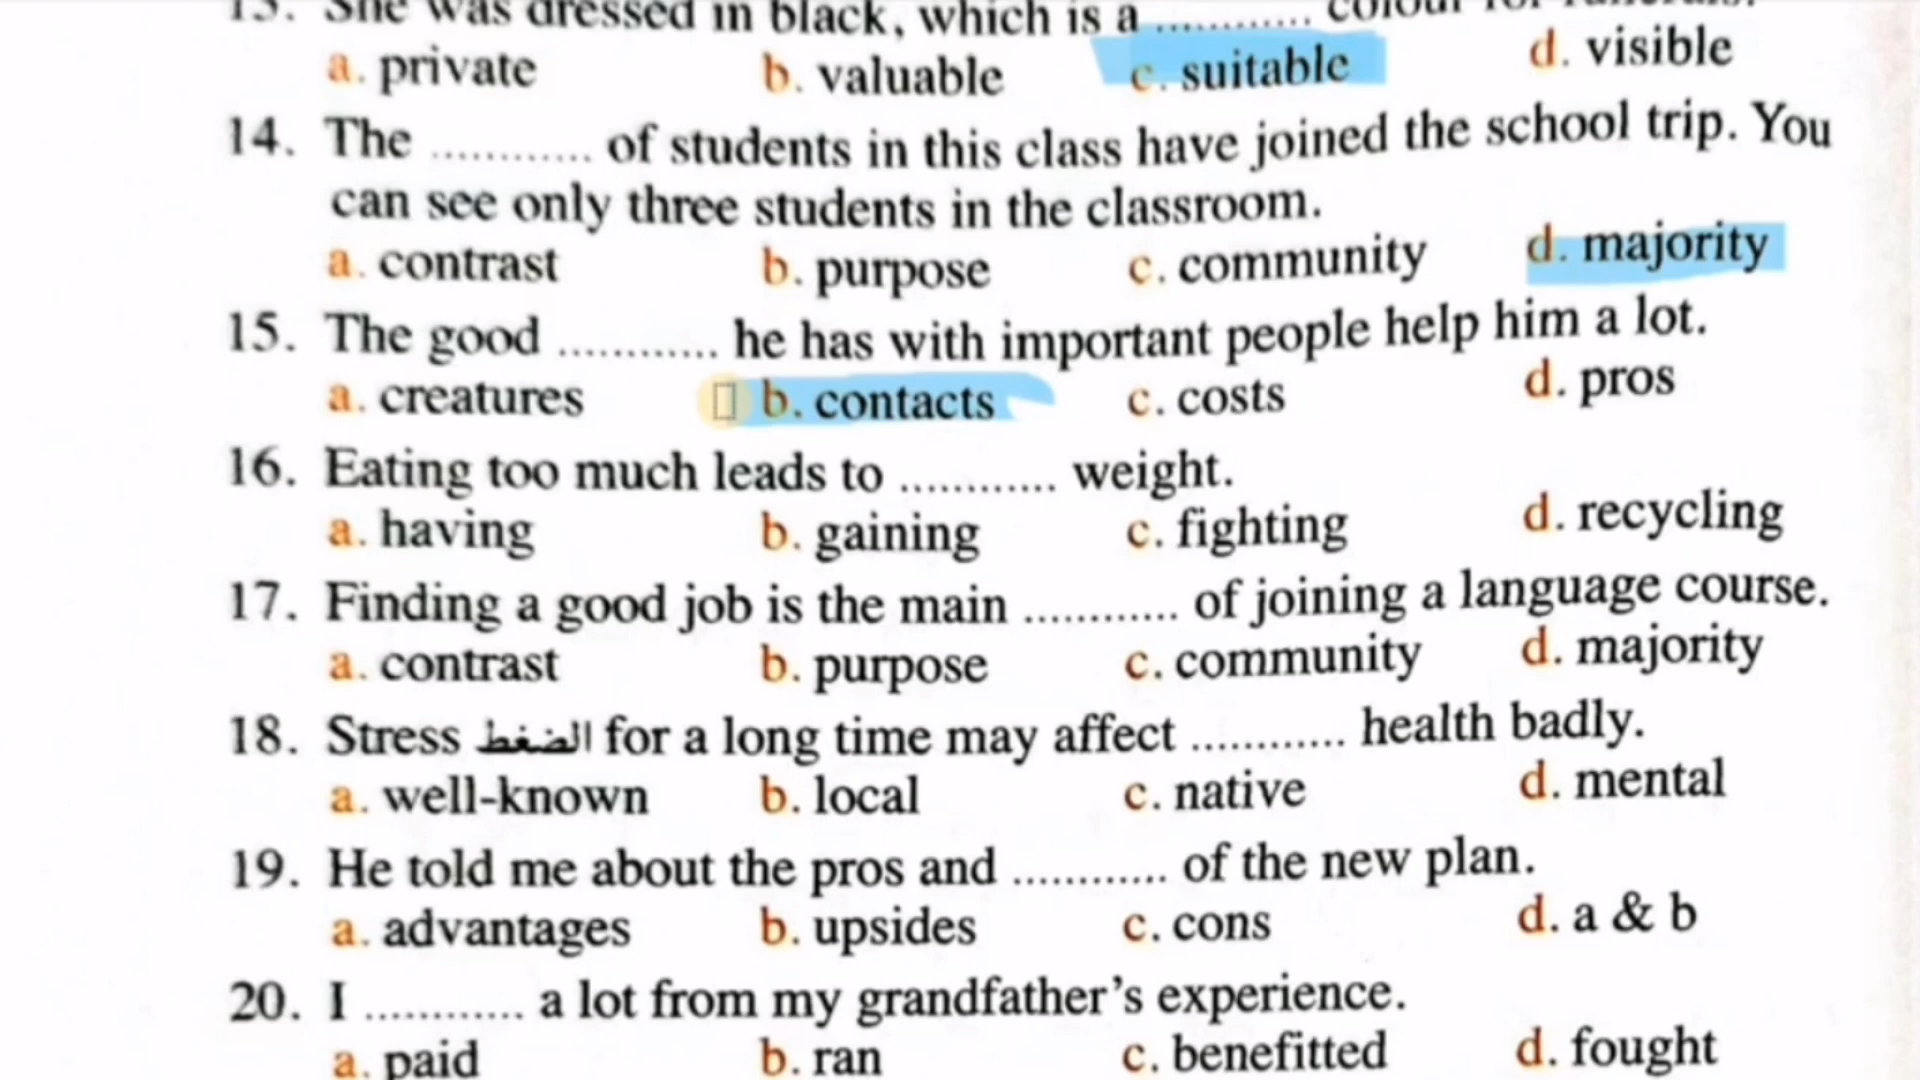 13. She was dressed in black, which is a ............ colour for funerals.
a. private b. valuable c. suitable d. visible
14. The ............ of students in this class have joined the school trip. You
can see only three students in the classroom.
a. contrast b. purpose c. community d. majority
15. The good ............ he has with important people help him a lot.
a. creatures b. contacts c. costs d. pros
16. Eating too much leads to ............ weight.
a. having b. gaining c. fighting d. recycling
17. Finding a good job is the main ............ of joining a language course.
a. contrast b. purpose c. community d. majority
18. Stress الضغط for a long time may affect ............ health badly.
a. well-known b. local c. native d. mental
19. He told me about the pros and ............ of the new plan.
a. advantages b. upsides c. cons d. a & b
20. I ............ a lot from my grandfather's experience.
a. paid b. ran c. benefitted d. fought